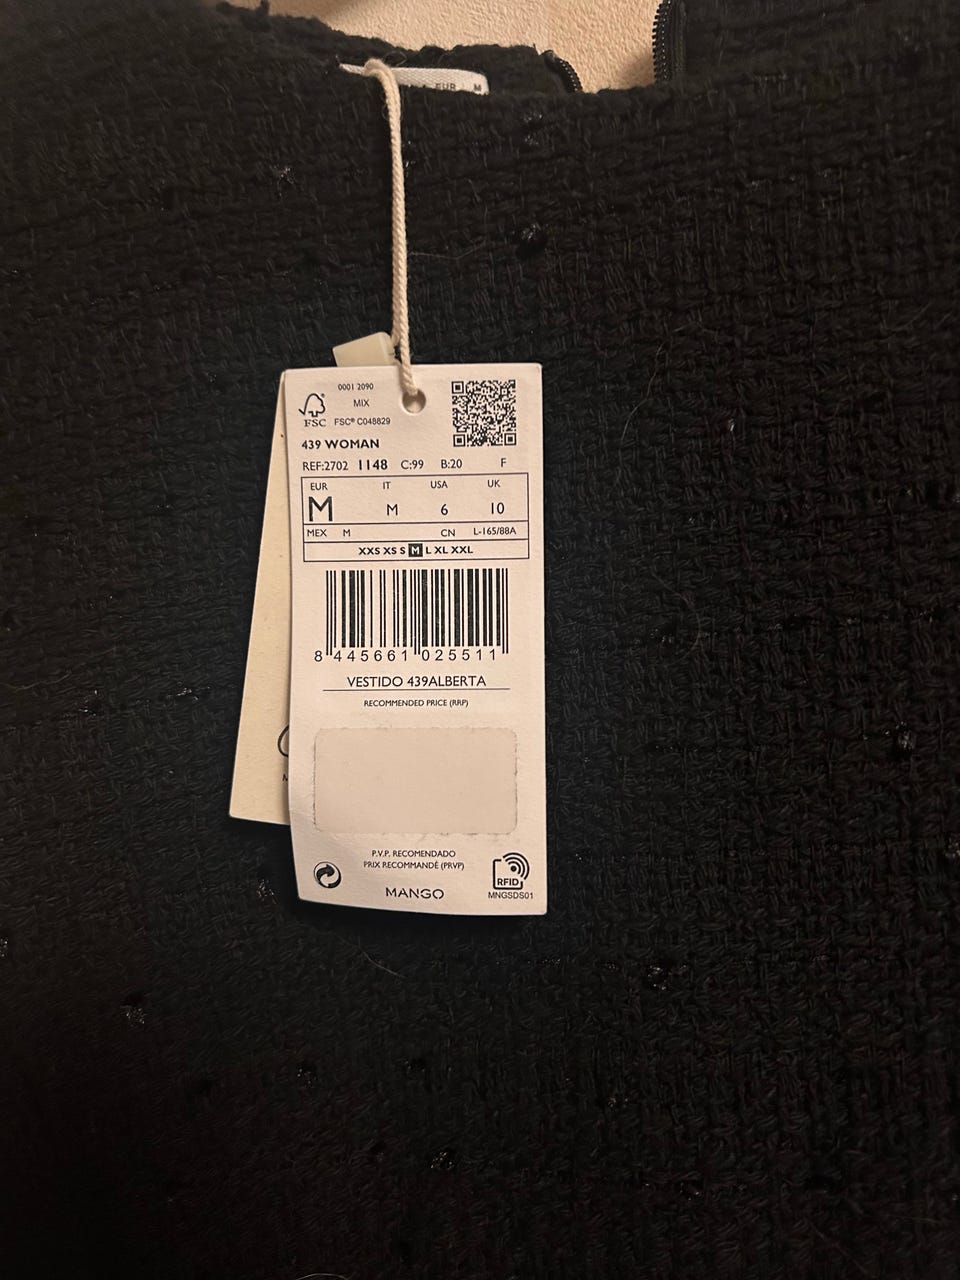 EUR M
0001 2090
MIX
FSC FSC® C048829
439 WOMAN
REF:2702 1148 C:99 B:20 F
EUR IT USA UK
M M 6 10
MEX M CN L-165/88A
XXS XS S M L XL XXL
8 445661 025511
VESTIDO 439ALBERTA
RECOMMENDED PRICE (RRP)
P.V.P. RECOMENDADO
PRIX RECOMMANDÉ (PRVP)
RFID
MANGO
MNGSDS01